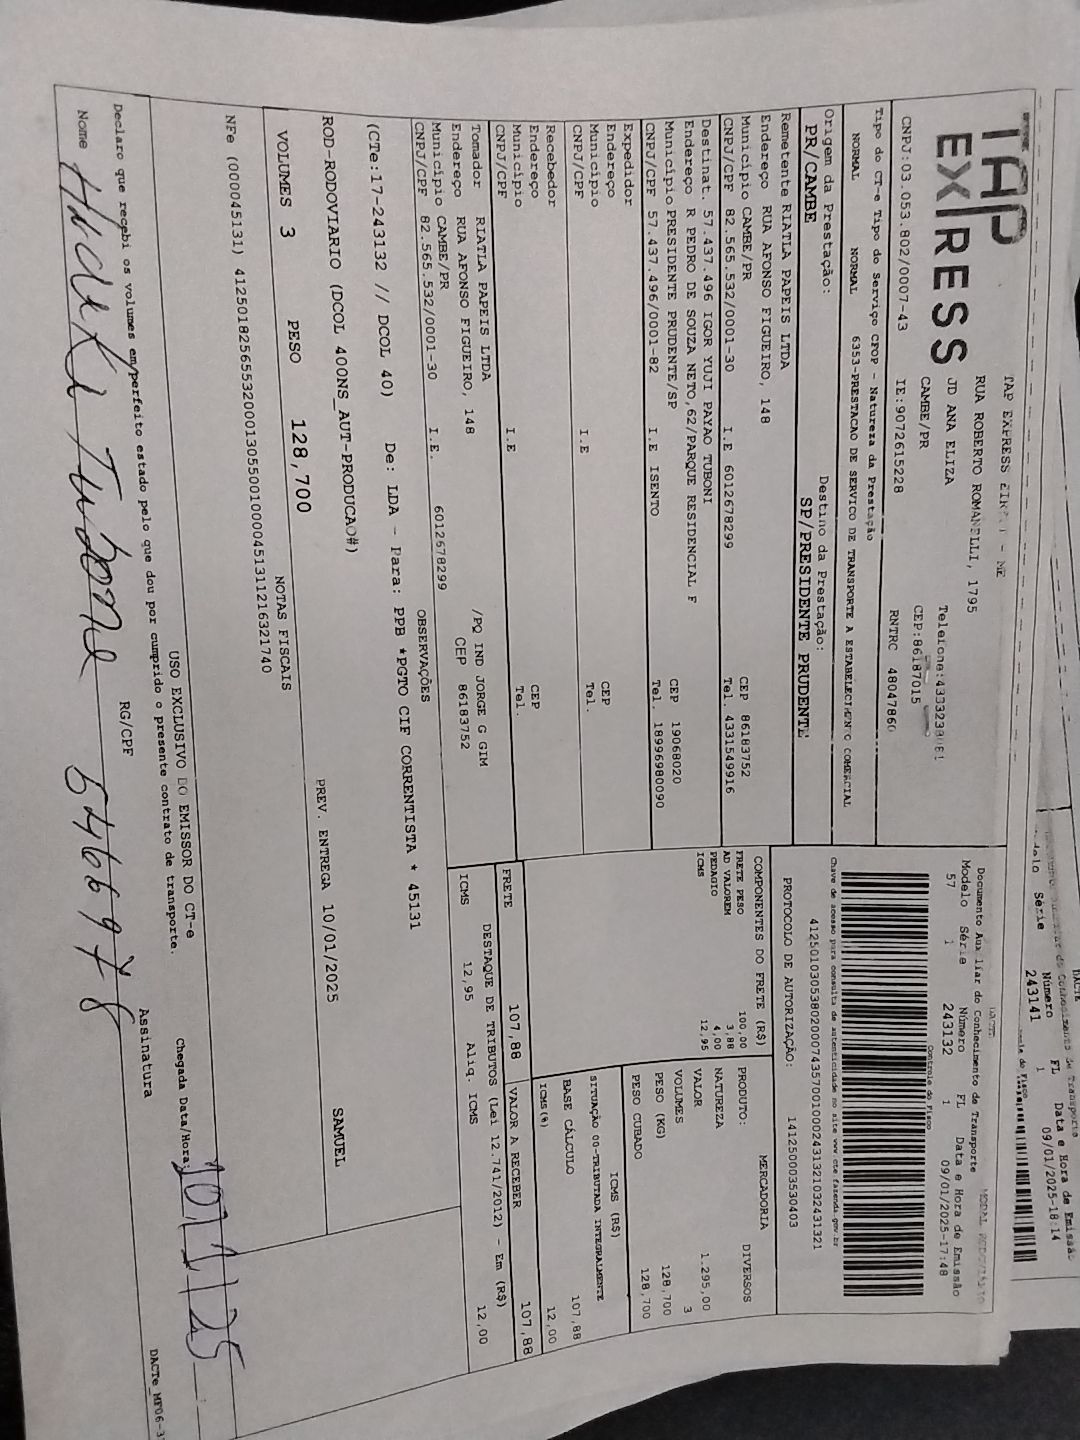 TAP
EXPRESS
TAP EXPRESS - ME
RUA ROBERTO ROMANELLI, 1795
JD ANA ELIZA
CAMBE/PR
CEP:86187015
CNPJ:03.053.802/0007-43 IE:9072615228 RNTRC 48047860
Tipo do CT-e Tipo do Serviço CFOP - Natureza da Prestação
NORMAL NORMAL 6353-PRESTACAO DE SERVICO DE TRANSPORTE A ESTABELECIMENTO COMERCIAL
Origem da Prestação: Destino da Prestação:
PR/CAMBE SP/PRESIDENTE PRUDENTE
Remetente RIATLA PAPEIS LTDA
Endereço RUA AFONSO FIGUEIRO, 148
Município CAMBE/PR CEP 86183752
CNPJ/CPF 82.565.532/0001-30 I.E 6012678299 Tel. 4331549916
Destinat. 57.437.496 IGOR YUJI PAYAO TUBONI
Endereço R PEDRO DE SOUZA NETO,62/PARQUE RESIDENCIAL F
Município PRESIDENTE PRUDENTE/SP CEP 19068020
CNPJ/CPF 57.437.496/0001-82 I.E ISENTO Tel. 18996980090
Expedidor
Endereço
Município CEP
CNPJ/CPF I.E Tel.
Recebedor
Endereço
Município CEP
CNPJ/CPF I.E Tel.
Tomador RIATLA PAPEIS LTDA
Endereço RUA AFONSO FIGUEIRO, 148 /PQ IND JORGE G GIM
Município CAMBE/PR CEP 86183752
CNPJ/CPF 82.565.532/0001-30 I.E. 6012678299
Documento Auxiliar do Conhecimento de Transporte
Modelo Série Número FL Data e Hora de Emissão
57 1 243132 1 09/01/2025-17:48
Controle do Fisco
Chave de acesso para consulta de autenticidade no site www.cte.fazenda.gov.br
41250103053802000743570010002431321032431321
PROTOCOLO DE AUTORIZAÇÃO: 141250003530403
COMPONENTES DO FRETE (R$)
FRETE PESO 100,00
AD VALOREM 3,88
PEDAGIO 4,00
ICMS 12,95
MERCADORIA
PRODUTO: DIVERSOS
NATUREZA
VALOR 1.295,00
VOLUMES 3
PESO (KG) 128,700
PESO CUBADO 128,700
ICMS (R$)
SITUAÇÃO 00-TRIBUTADA INTEGRALMENTE
BASE CÁLCULO 107,88
ICMS(%) 12,00
FRETE 107,88 VALOR A RECEBER 107,88
DESTAQUE DE TRIBUTOS (Lei 12.741/2012) - Em (R$)
ICMS 12,95 Aliq. ICMS 12,00
OBSERVAÇÕES
(CTe:17-243132 // DCOL 40) De: LDA - Para: PPB *PGTO CIF CORRENTISTA * 45131
ROD-RODOVIARIO (DCOL 400NS_AUT-PRODUCAO#)
PREV. ENTREGA 10/01/2025 SAMUEL
VOLUMES 3 PESO 128,700
NOTAS FISCAIS
NFe (000045131) 41250182565532000130550010000451311216321740
USO EXCLUSIVO DO EMISSOR DO CT-e
Declaro que recebi os volumes em perfeito estado pelo que dou por cumprido o presente contrato de transporte.
Chegada Data/Hora: 10/1/25
Nome RG/CPF Assinatura
Tubone
DACTe_MF06-3
Série Número FL Data e Hora de Emissão
243141 1 09/01/2025-18:14